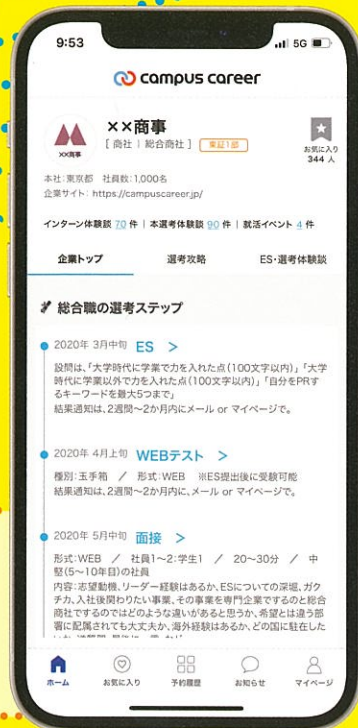 9:53
5G
campus career
××商事
××商事
[ 商社 | 総合商社 ] 東証1部
お気に入り
344 人
本社:東京都 社員数:1,000名
企業サイト: https://campuscareer.jp/
インターン体験談 70 件 | 本選考体験談 90 件 | 就活イベント 4 件
企業トップ 選考攻略 ES・選考体験談
総合職の選考ステップ
2020年 3月中旬 ES >
設問は、「大学時代に学業で力を入れた点(100文字以内)」「大学
時代に学業以外で力を入れた点(100文字以内)」「自分をPRす
るキーワードを最大5つまで」
結果通知は、2週間〜2か月内にメール or マイページで。
2020年 4月上旬 WEBテスト >
種別:玉手箱 / 形式:WEB ※ES提出後に受験可能
結果通知は、2週間〜2か月内に、メール or マイページで。
2020年 5月中旬 面接 >
形式:WEB / 社員1〜2:学生1 / 20〜30分 / 中
堅(5〜10年目)の社員
内容:志望動機、リーダー経験はあるか、ESについての深堀、ガク
チカ、入社後関わりたい事業、その事業を専門企業でするのと総合
商社でするのではどのような違いがあると思うか、希望とは違う部
署に配属されても大丈夫か、海外経験はあるか、どの国に駐在した
ホーム お気に入り 予約履歴 お知らせ マイページ